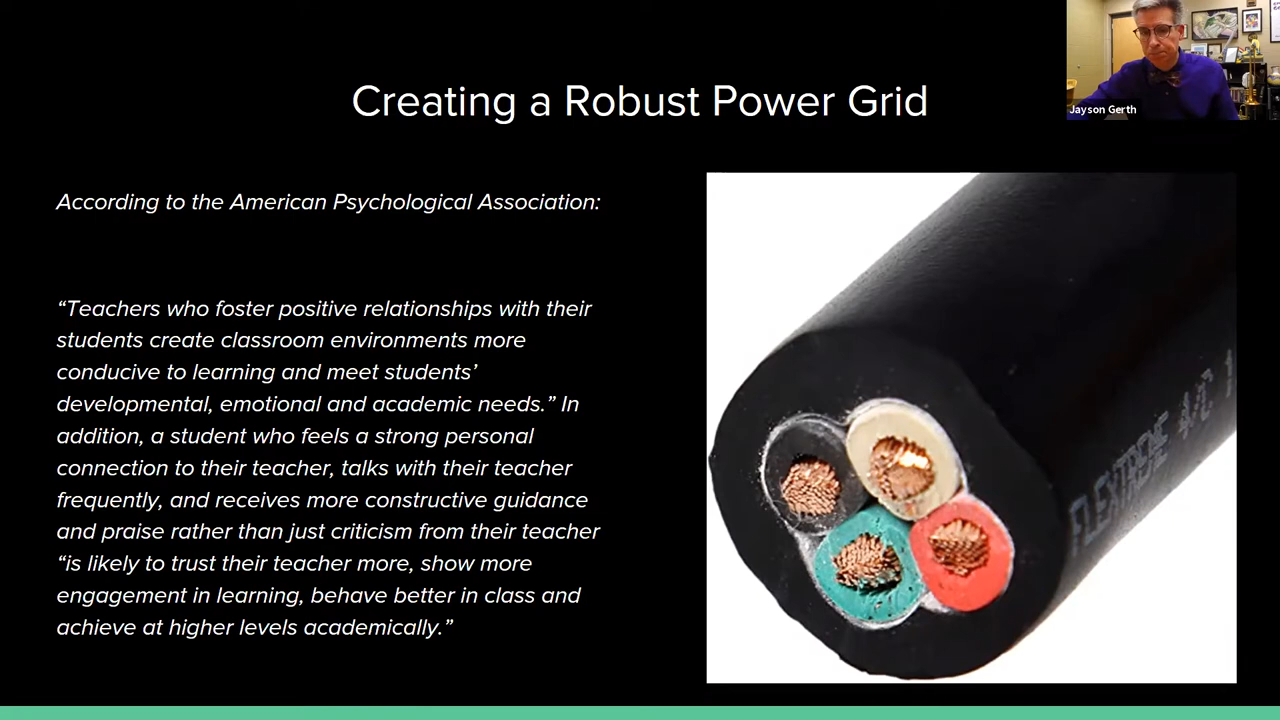 Creating a Robust Power Grid
Jayson Gerth
According to the American Psychological Association:
“Teachers who foster positive relationships with their
students create classroom environments more
conducive to learning and meet students’
developmental, emotional and academic needs.” In
addition, a student who feels a strong personal
connection to their teacher, talks with their teacher
frequently, and receives more constructive guidance
and praise rather than just criticism from their teacher
“is likely to trust their teacher more, show more
engagement in learning, behave better in class and
achieve at higher levels academically.”
FLEXTREME